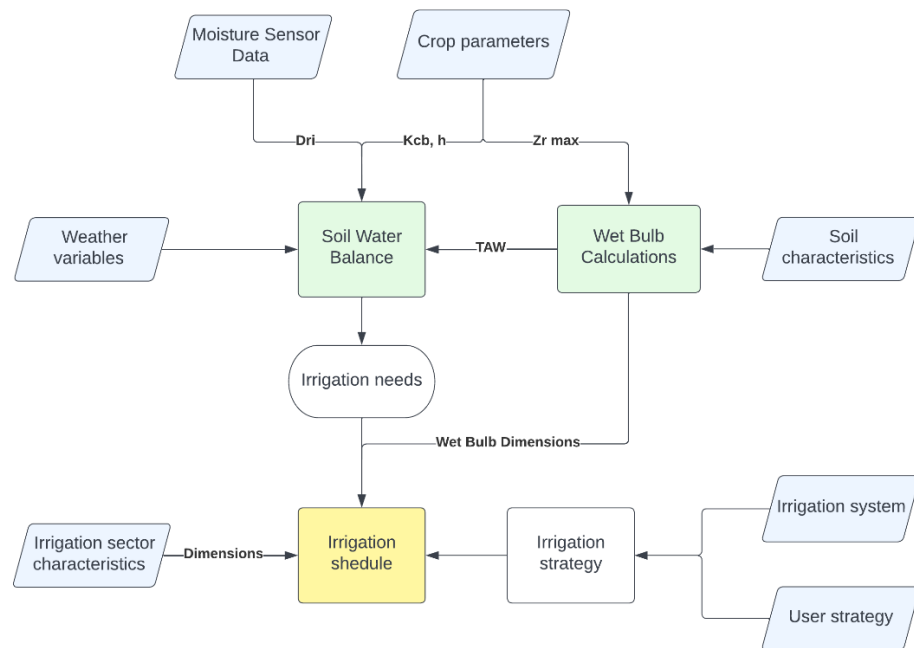 Moisture Sensor
Data
Crop parameters
Dri
Kcb, h
Zr max
Weather
variables
Soil Water
Balance
TAW
Wet Bulb
Calculations
Soil
characteristics
Irrigation needs
Wet Bulb Dimensions
Irrigation sector
characteristics
Dimensions
Irrigation
shedule
Irrigation
strategy
Irrigation system
User strategy